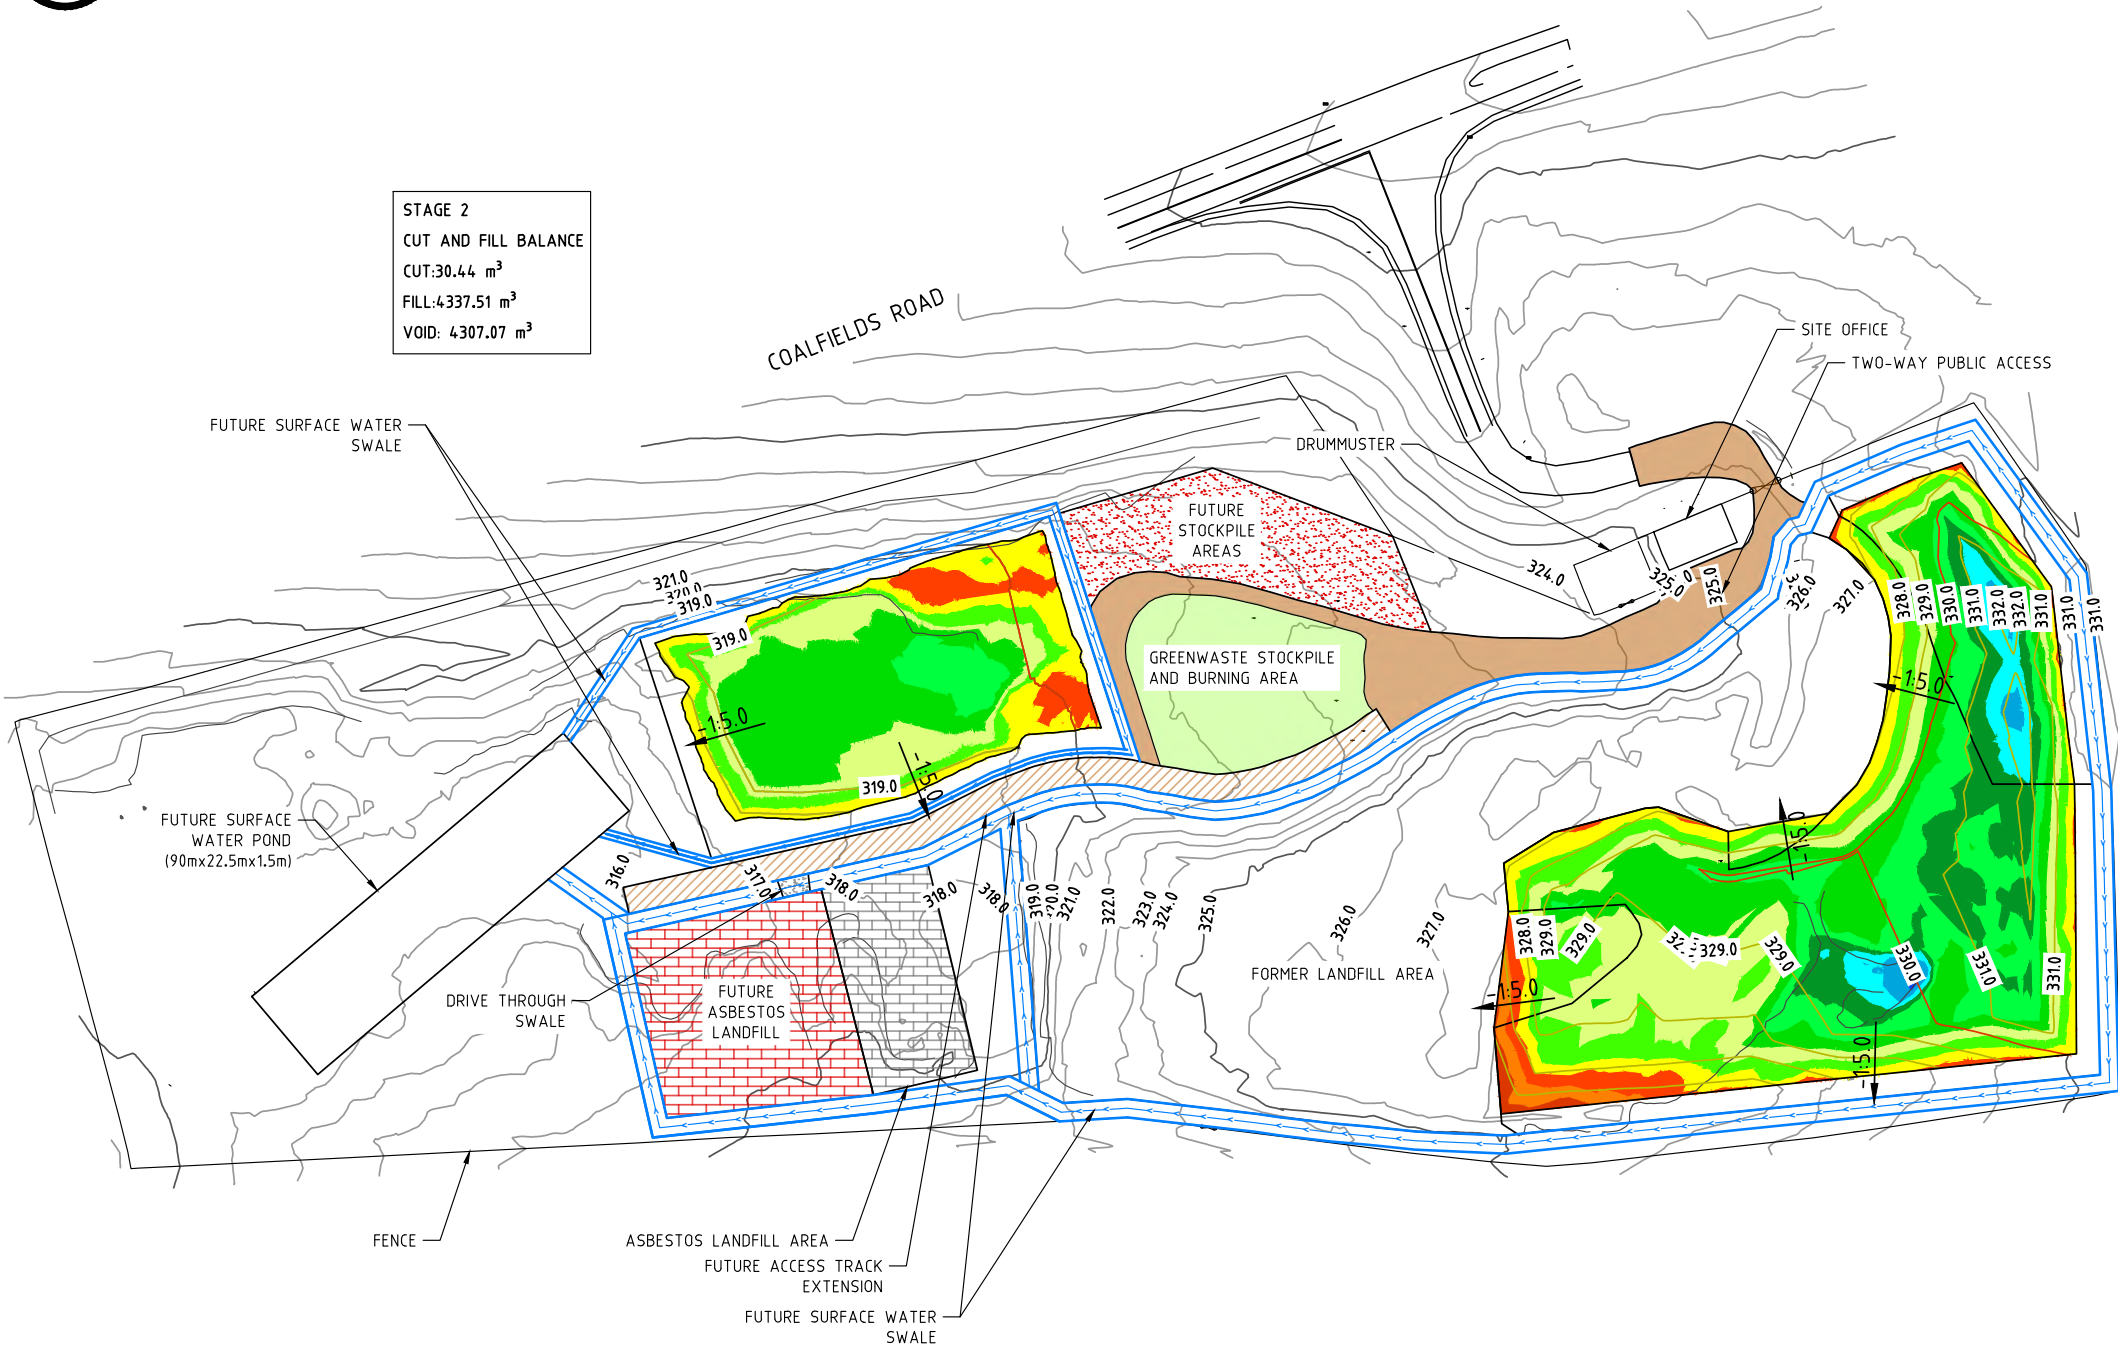 STAGE 2
CUT AND FILL BALANCE
CUT:30.44 m³
FILL:4337.51 m³
VOID: 4307.07 m³
COALFIELDS ROAD
SITE OFFICE
TWO-WAY PUBLIC ACCESS
DRUMMUSTER
FUTURE SURFACE WATER
SWALE
FUTURE
STOCKPILE
AREAS
GREENWASTE STOCKPILE
AND BURNING AREA
FUTURE SURFACE
WATER POND
(90mx22.5mx1.5m)
DRIVE THROUGH
SWALE
FUTURE
ASBESTOS
LANDFILL
FORMER LANDFILL AREA
FENCE
ASBESTOS LANDFILL AREA
FUTURE ACCESS TRACK
EXTENSION
FUTURE SURFACE WATER
SWALE
321.0
320.0
319.0
319.0
319.0
-1:5.0
-1:5.0
324.0
325.0
325.0
326.0
327.0
328.0
329.0
330.0
331.0
332.0
332.0
331.0
331.0
331.0
-1:5.0
-1:5.0
316.0
317.0
318.0
318.0
318.0
319.0
320.0
321.0
322.0
323.0
324.0
325.0
326.0
327.0
328.0
329.0
329.0
329.0
329.0
330.0
331.0
331.0
-1:5.0
-1:5.0